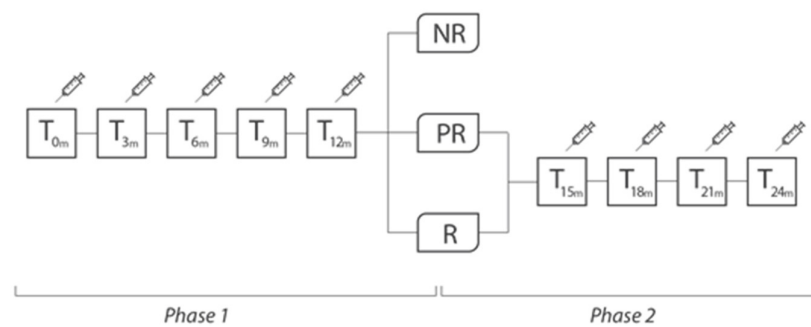 NR
T0m T3m T6m T9m T12m
PR
T15m T18m T21m T24m
R
Phase 1
Phase 2